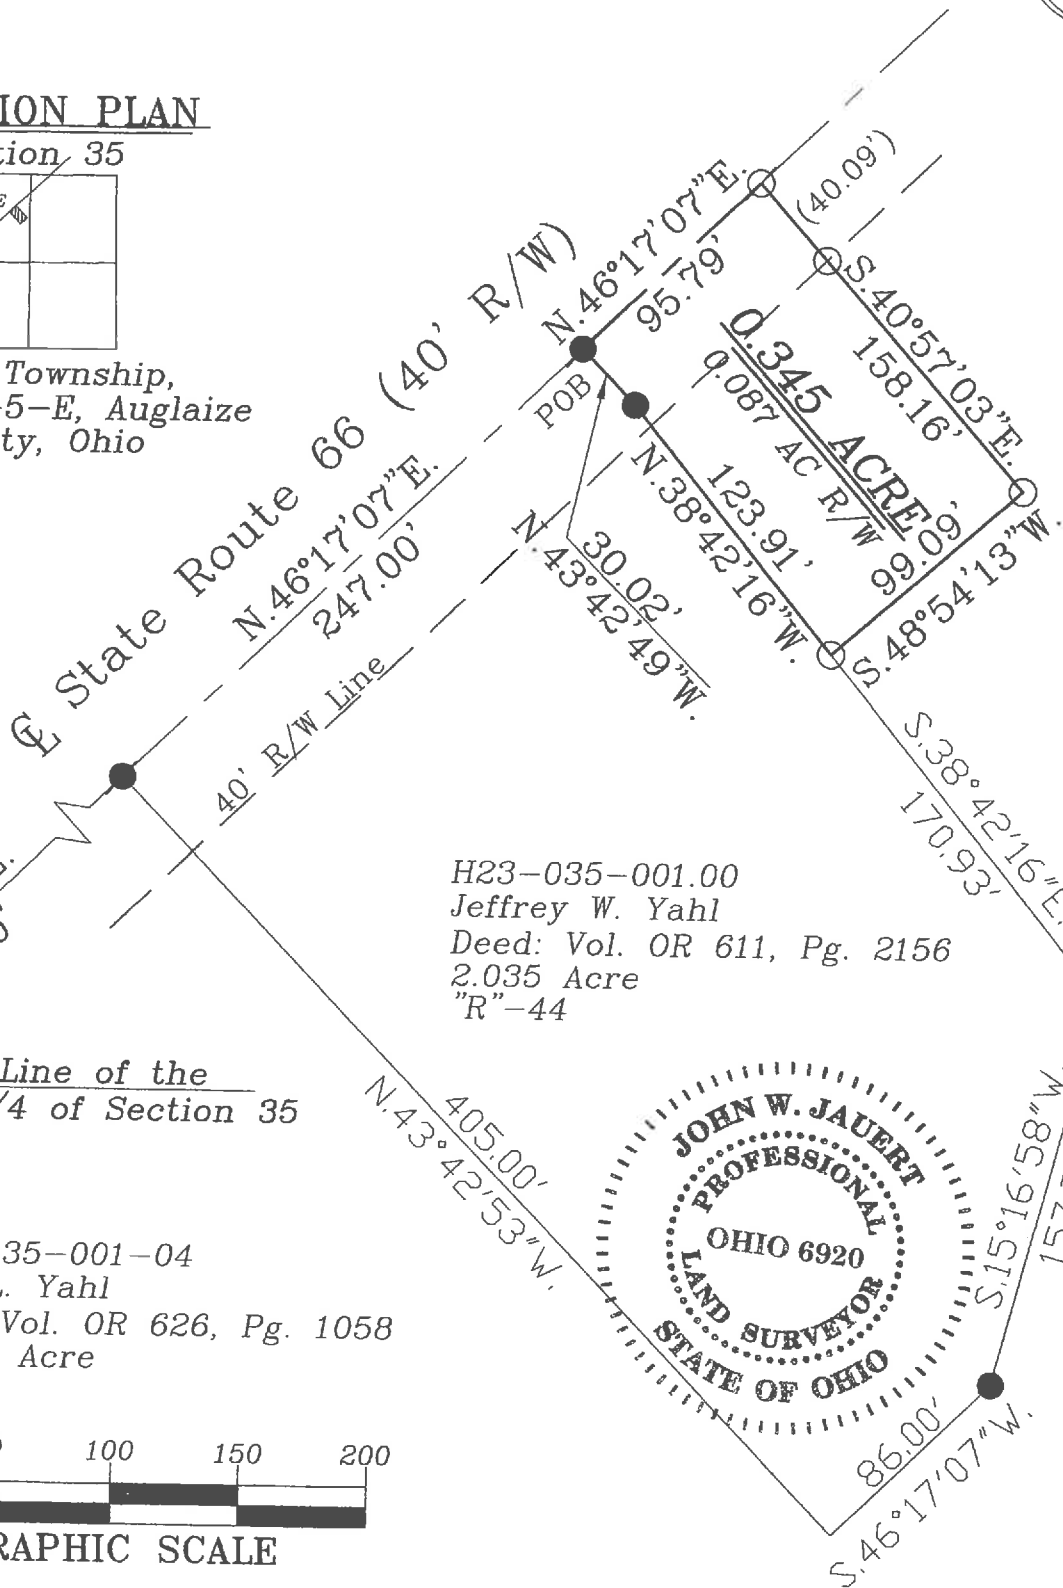 ION PLAN
tion 35
E
Township,
-5-E, Auglaize
ty, Ohio
℄ State Route 66 (40' R/W)
N.46°17'07"E.
95.79'
(40.09')
S.40°57'03"E.
158.16'
0.345 ACRE
0.087 AC R/W
POB
N.38°42'16"W.
123.91'
99.09'
S.48°54'13"W.
S
30.02'
N.43°42'49"W.
N.46°17'07"E.
247.00'
40' R/W Line
S.38°42'16"E.
170.93'
H23-035-001.00
Jeffrey W. Yahl
Deed: Vol. OR 611, Pg. 2156
2.035 Acre
"R"-44
Line of the
/4 of Section 35
405.00'
N.43°42'53"W.
JOHN W. JAUERT
PROFESSIONAL
OHIO 6920
LAND SURVEYOR
STATE OF OHIO
S.15°16'58"W.
157.
35-001-04
. Yahl
Vol. OR 626, Pg. 1058
Acre
86.00'
S.46°17'07"W.
100 150 200
RAPHIC SCALE